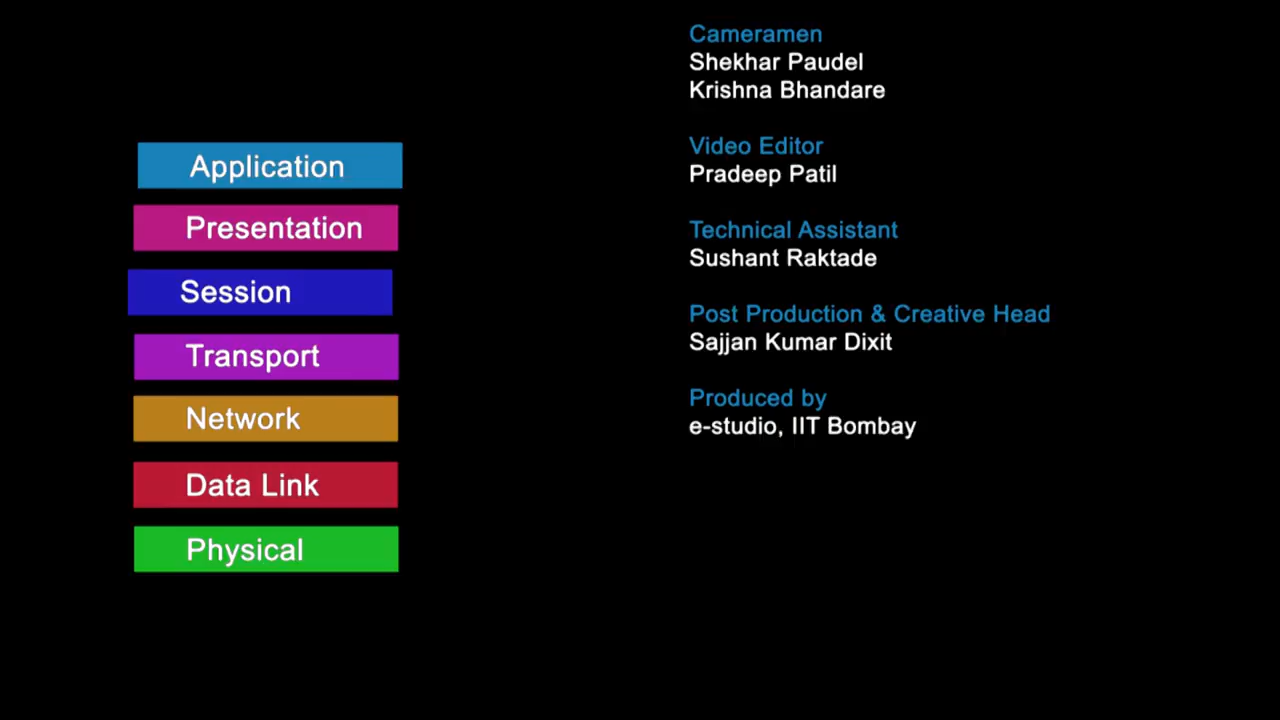 Application
Presentation
Session
Transport
Network
Data Link
Physical
Cameramen
Shekhar Paudel
Krishna Bhandare
Video Editor
Pradeep Patil
Technical Assistant
Sushant Raktade
Post Production & Creative Head
Sajjan Kumar Dixit
Produced by
e-studio, IIT Bombay